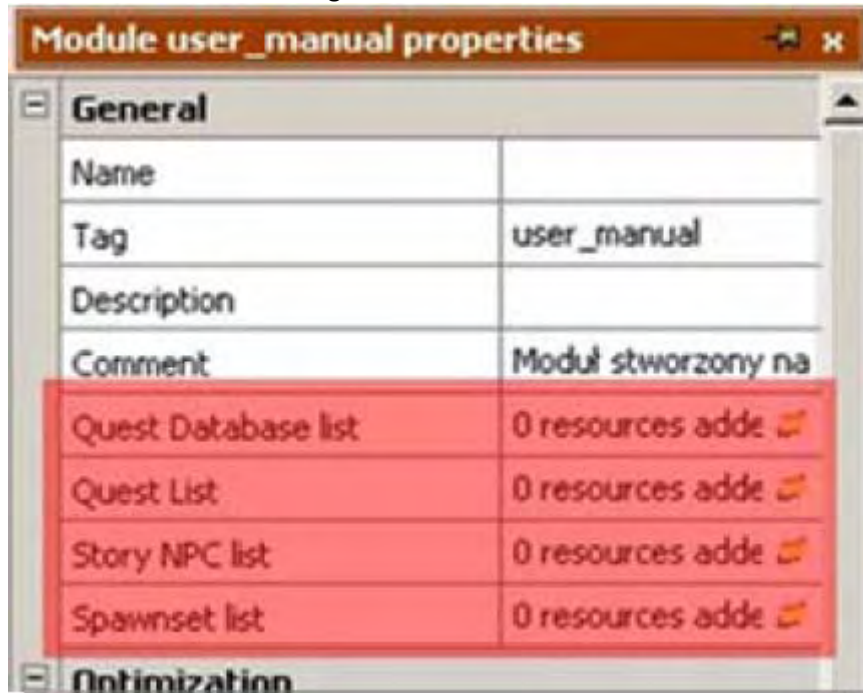 Module user_manual properties
General
Name
Tag user_manual
Description
Comment Moduł stworzony na
Quest Database list 0 resources adde
Quest List 0 resources adde
Story NPC list 0 resources adde
Spawnset list 0 resources adde
Optimization